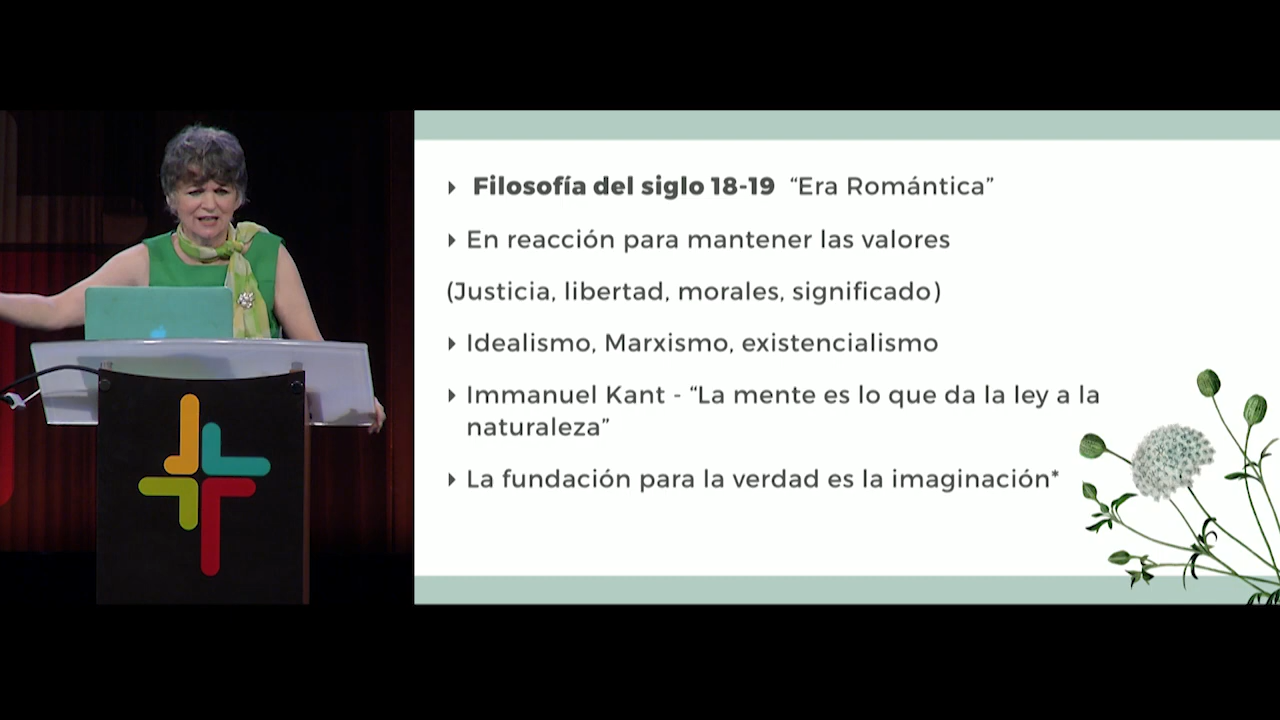 Filosofía del siglo 18-19 “Era Romántica”
En reacción para mantener las valores
(Justicia, libertad, morales, significado)
Idealismo, Marxismo, existencialismo
Immanuel Kant - “La mente es lo que da la ley a la
naturaleza”
La fundación para la verdad es la imaginación*